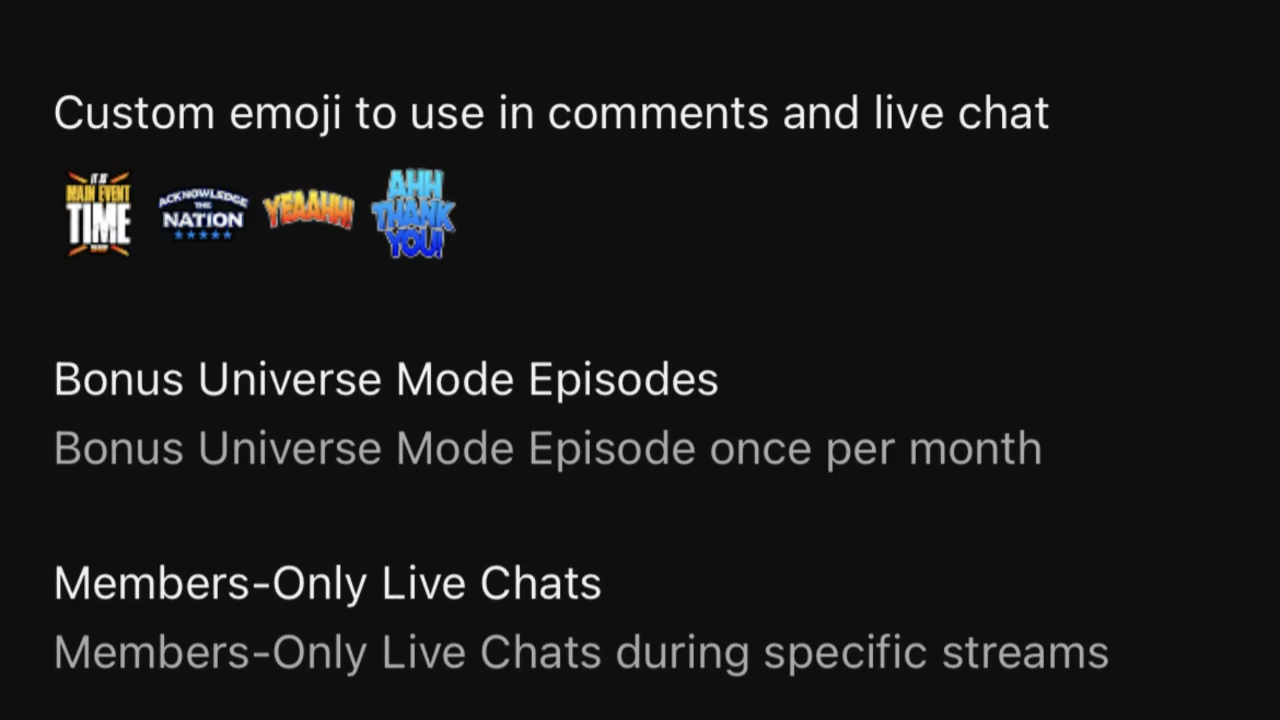 Custom emoji to use in comments and live chat
IT IS
MAIN EVENT
TIME
ACKNOWLEDGE
THE
NATION
YEAAHH!
AHH
THANK
YOU!
Bonus Universe Mode Episodes
Bonus Universe Mode Episode once per month
Members-Only Live Chats
Members-Only Live Chats during specific streams